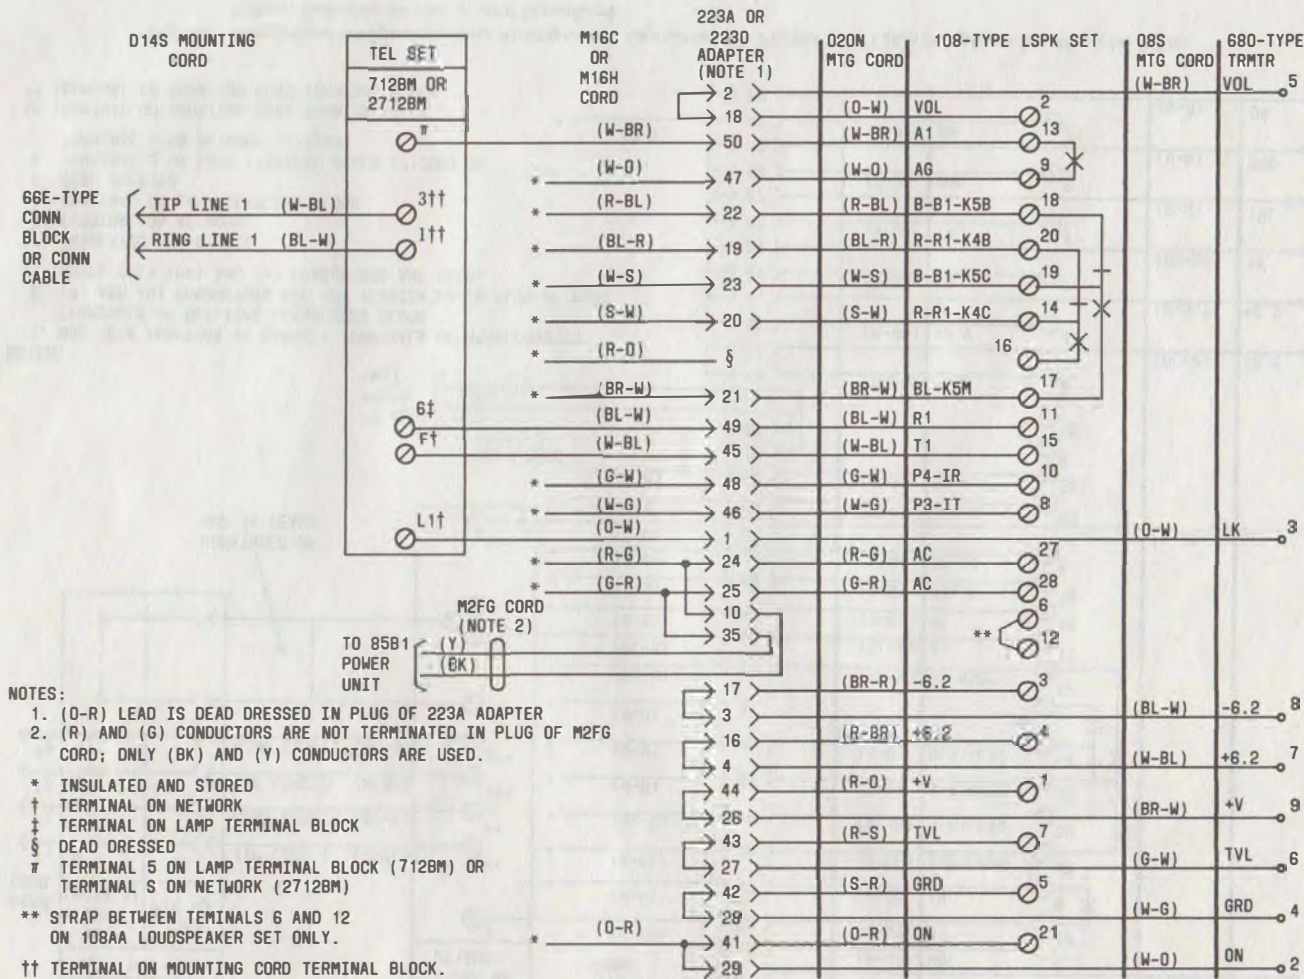 D14S MOUNTING
CORD
TEL SET
712BM OR
2712BM
M16C
OR
M16H
CORD
223A OR
223D
ADAPTER
(NOTE 1)
D20N
MTG CORD
108-TYPE LSPK SET
08S
MTG CORD
680-TYPE
TRMTR
2 (W-BR) VOL 5
18 (O-W) VOL 2
π (W-BR) 50 (W-BR) A1 13
* (W-O) 47 (W-O) AG 9
66E-TYPE
CONN
BLOCK
OR CONN
CABLE
TIP LINE 1 (W-BL) 3††
RING LINE 1 (BL-W) 1††
* (R-BL) 22 (R-BL) B-B1-K5B 18
* (BL-R) 19 (BL-R) R-R1-K4B 20
* (W-S) 23 (W-S) B-B1-K5C 19
* (S-W) 20 (S-W) R-R1-K4C 14
* (R-O) § 16
* (BR-W) 21 (BR-W) BL-K5M 17
6‡ (BL-W) 49 (BL-W) R1 11
F† (W-BL) 45 (W-BL) T1 15
* (G-W) 48 (G-W) P4-IR 10
* (W-G) 46 (W-G) P3-IT 8
L1† (O-W) 1 (O-W) LK 3
* (R-G) 24 (R-G) AC 27
* (G-R) 25 (G-R) AC 28
10 6
35 ** 12
M2FG CORD
(NOTE 2)
TO 85B1
POWER
UNIT
(Y)
(BK)
17 (BR-R) -6.2 3
3 (BL-W) -6.2 8
16 (R-BR) +6.2 4
4 (W-BL) +6.2 7
44 (R-O) +V 1
26 (BR-W) +V 9
43 (R-S) TVL 7
27 (G-W) TVL 6
42 (S-R) GRD 5
28 (W-G) GRD 4
* (O-R) 41 (O-R) ON 21
29 (W-O) ON 2
NOTES:
1. (O-R) LEAD IS DEAD DRESSED IN PLUG OF 223A ADAPTER
2. (R) AND (G) CONDUCTORS ARE NOT TERMINATED IN PLUG OF M2FG
CORD; ONLY (BK) AND (Y) CONDUCTORS ARE USED.
* INSULATED AND STORED
† TERMINAL ON NETWORK
‡ TERMINAL ON LAMP TERMINAL BLOCK
§ DEAD DRESSED
π TERMINAL 5 ON LAMP TERMINAL BLOCK (712BM) OR
TERMINAL S ON NETWORK (2712BM)
** STRAP BETWEEN TEMINALS 6 AND 12
ON 108AA LOUDSPEAKER SET ONLY.
†† TERMINAL ON MOUNTING CORD TERMINAL BLOCK.